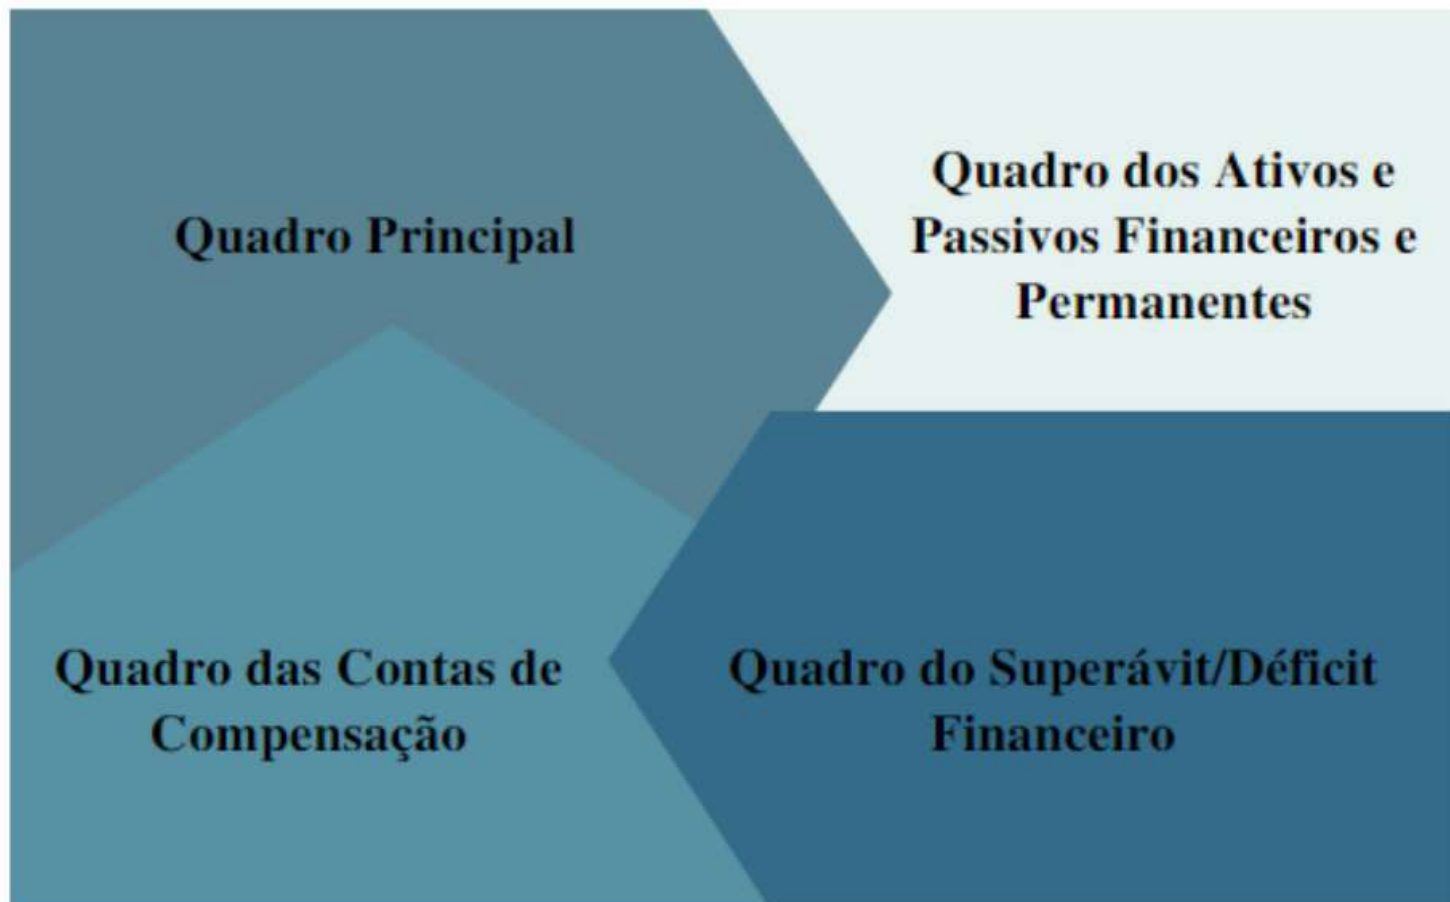 Quadro Principal
Quadro dos Ativos e
Passivos Financeiros e
Permanentes
Quadro das Contas de
Compensação
Quadro do Superávit/Déficit
Financeiro